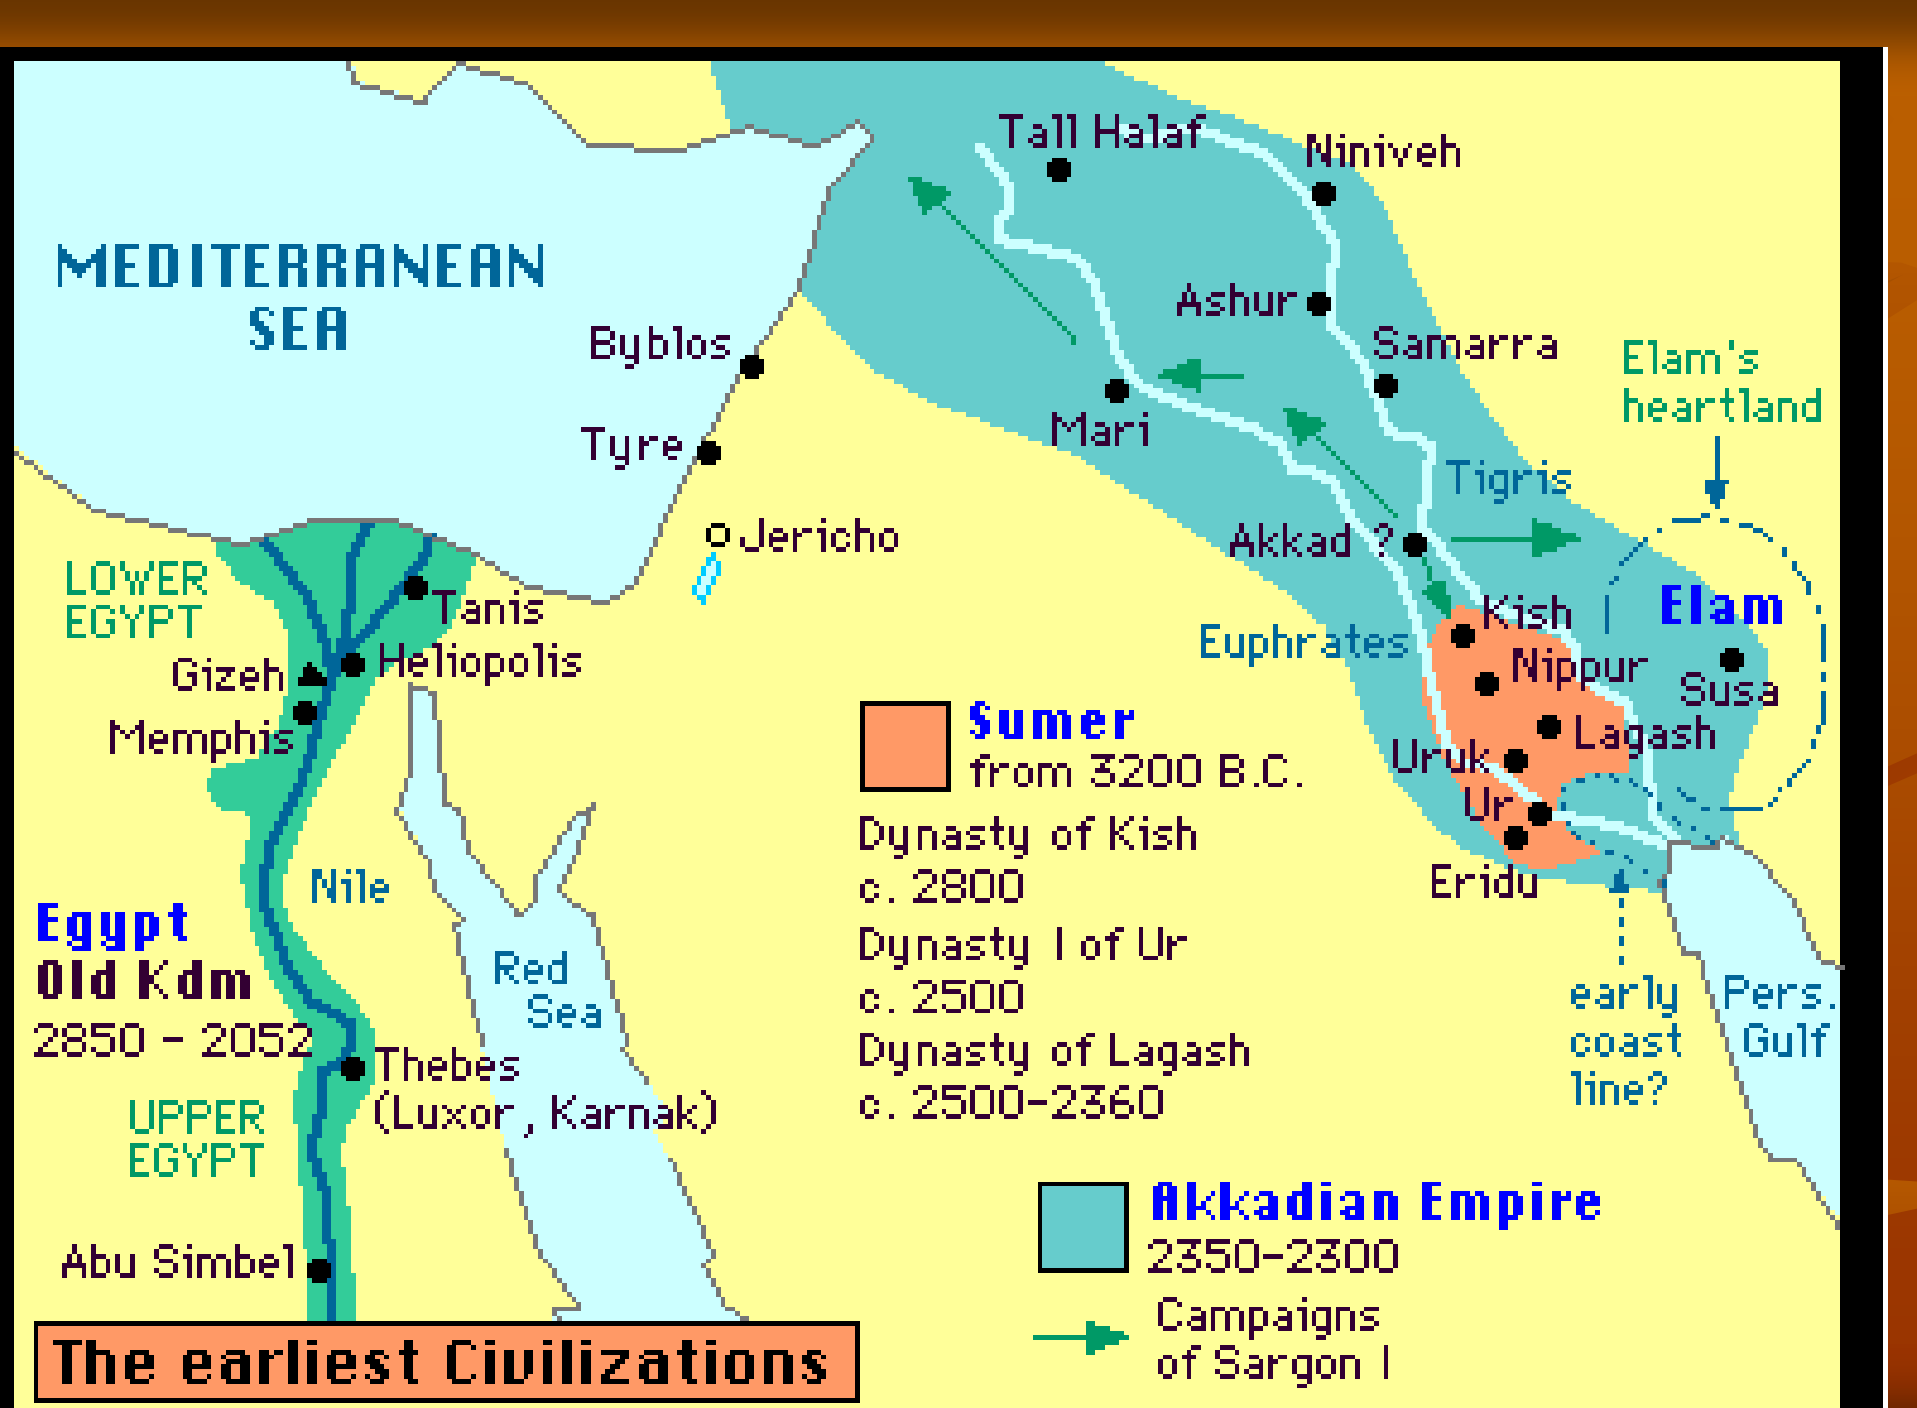 Tall Halaf
Niniveh
MEDITERRANEAN
SEA
Ashur
Byblos
Samarra
Elam's
heartland
Mari
Tyre
Tigris
Jericho
Akkad ?
LOWER
EGYPT
Tanis
Kish
Elam
Euphrates
Gizeh
Heliopolis
Nippur
Susa
Memphis
Sumer
from 3200 B.C.
Lagash
Uruk
Ur
Dynasty of Kish
c. 2800
Eridu
Nile
Egypt
Old Kdm
2850 - 2052
Red
Sea
Dynasty I of Ur
c. 2500
early
coast
line?
Pers.
Gulf
Dynasty of Lagash
c. 2500-2360
Thebes
(Luxor, Karnak)
UPPER
EGYPT
Akkadian Empire
2350-2300
Abu Simbel
Campaigns
of Sargon I
The earliest Civilizations